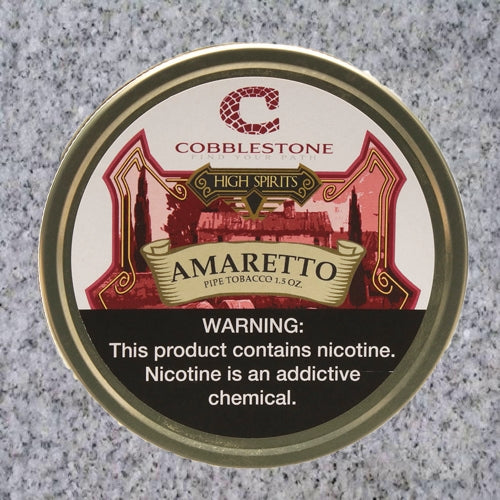 C
COBBLESTONE
FIND YOUR PATH
HIGH SPIRITS
AMARETTO
PIPE TOBACCO 1.5 OZ.
WARNING:
This product contains nicotine.
Nicotine is an addictive
chemical.